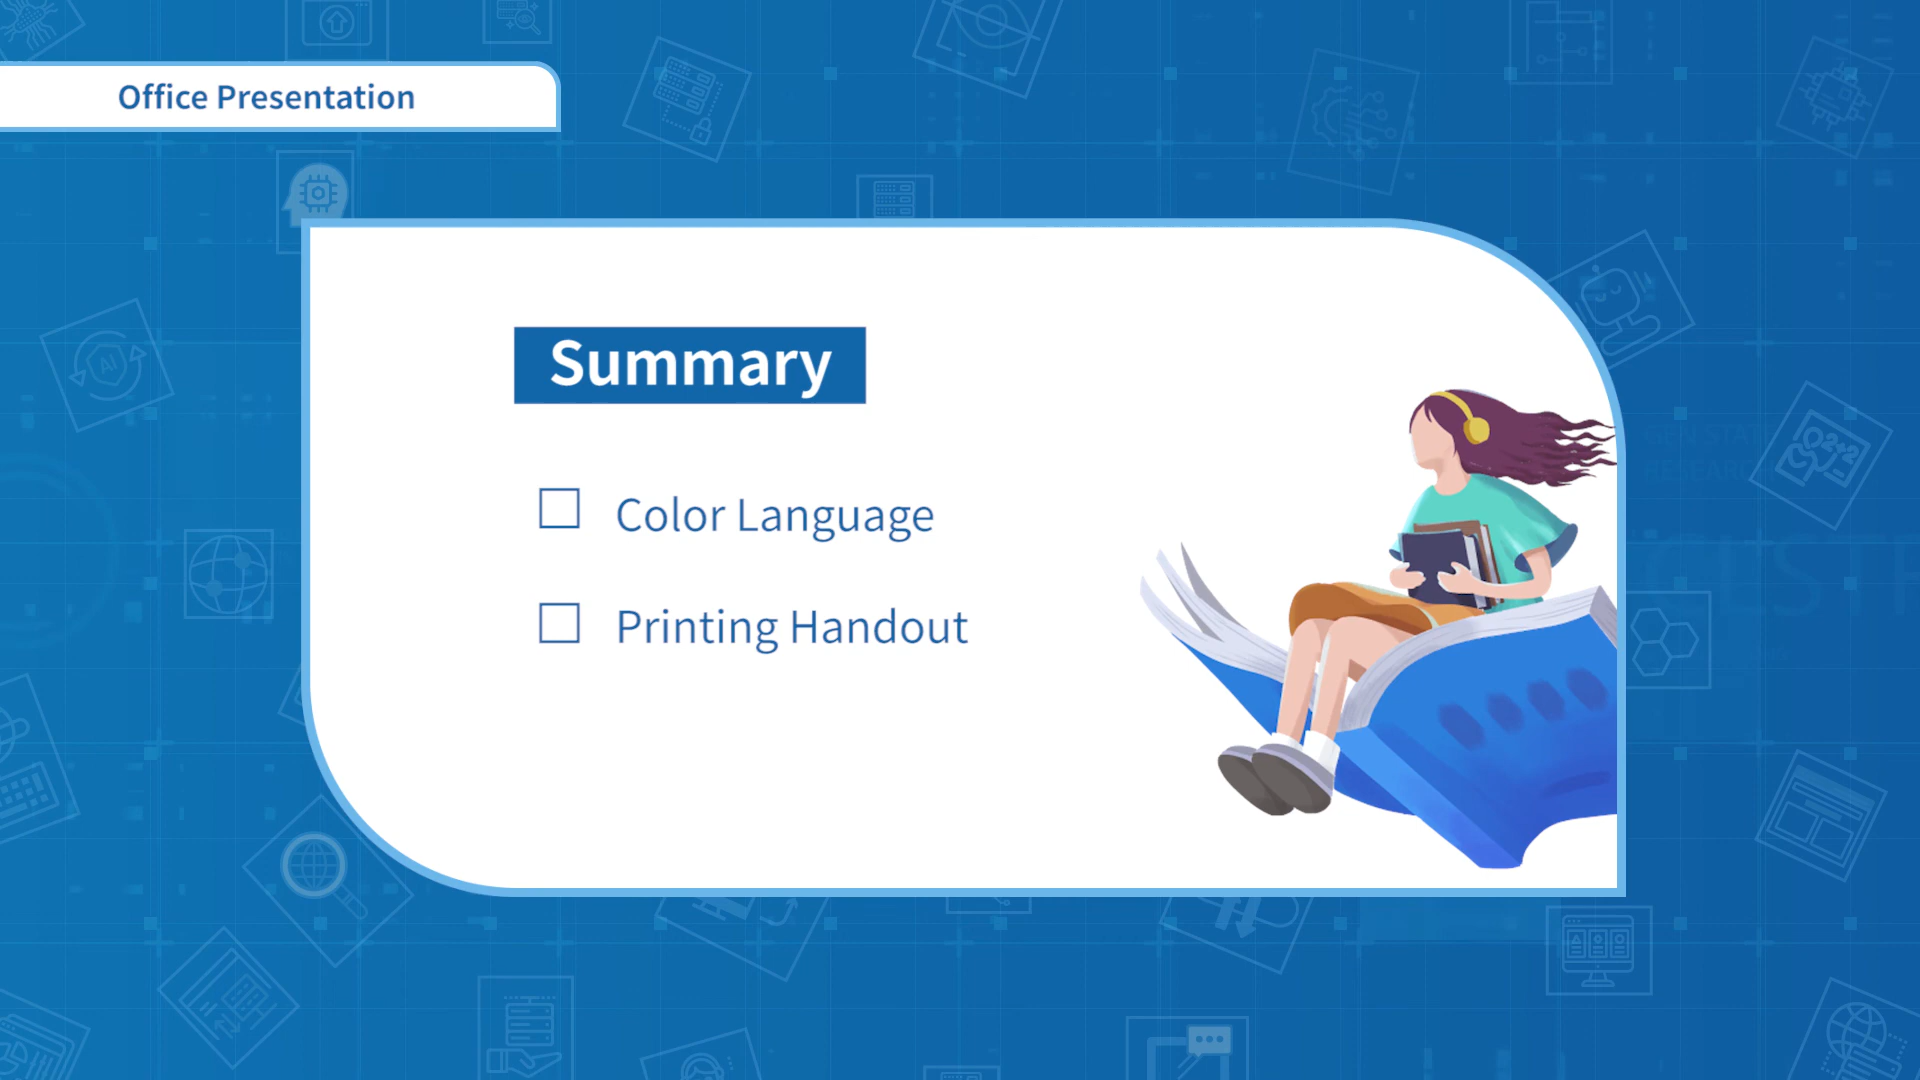 Office Presentation
Summary
Color Language
Printing Handout